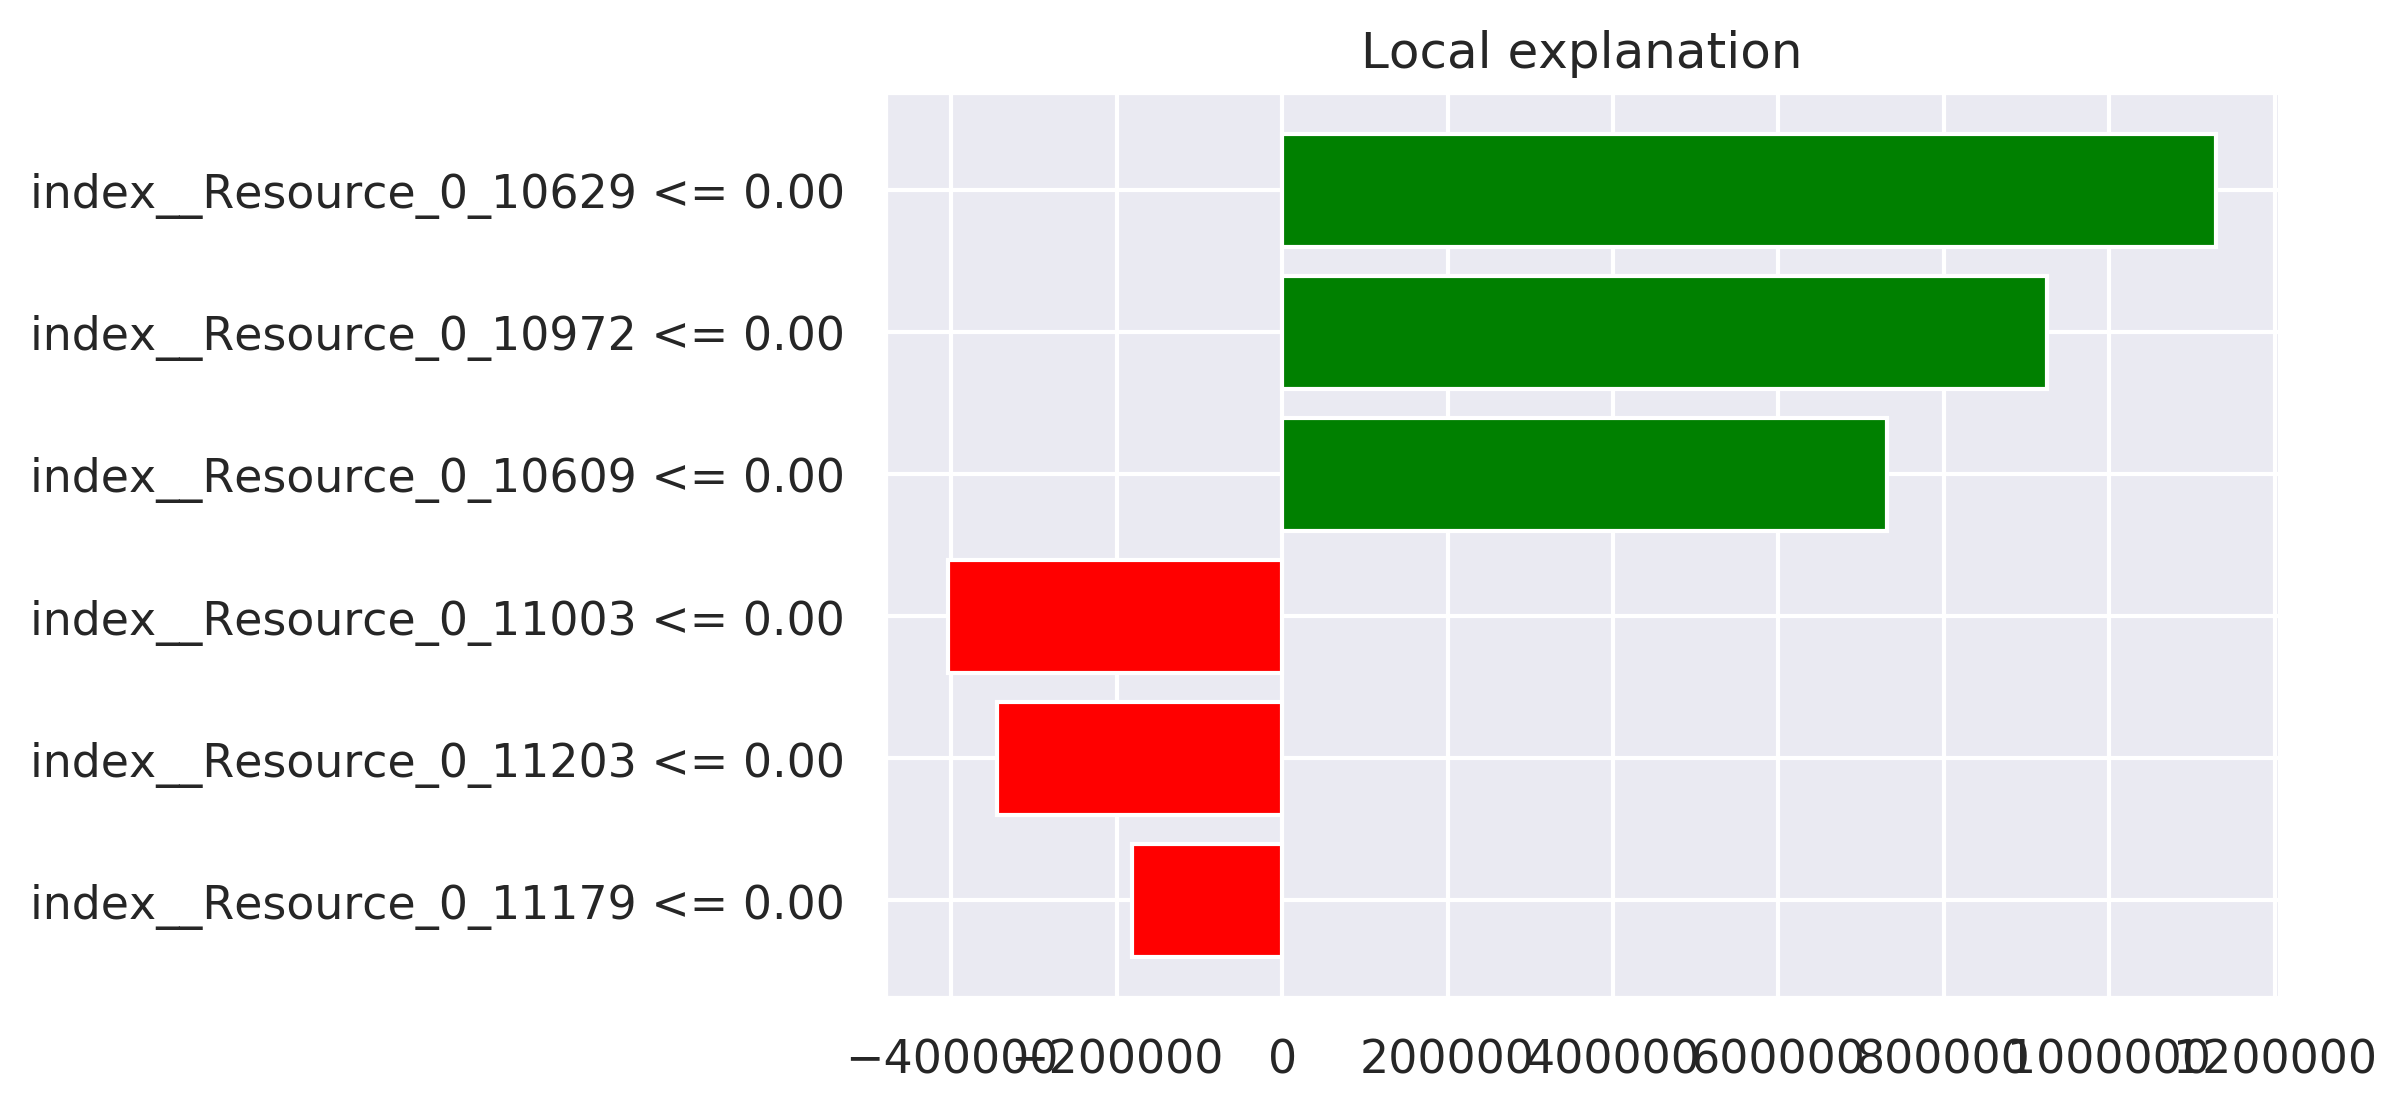 Local explanation
index__Resource_0_10629 <= 0.00
index__Resource_0_10972 <= 0.00
index__Resource_0_10609 <= 0.00
index__Resource_0_11003 <= 0.00
index__Resource_0_11203 <= 0.00
index__Resource_0_11179 <= 0.00
−400000 −200000 0 200000 400000 600000 800000 1000000 1200000